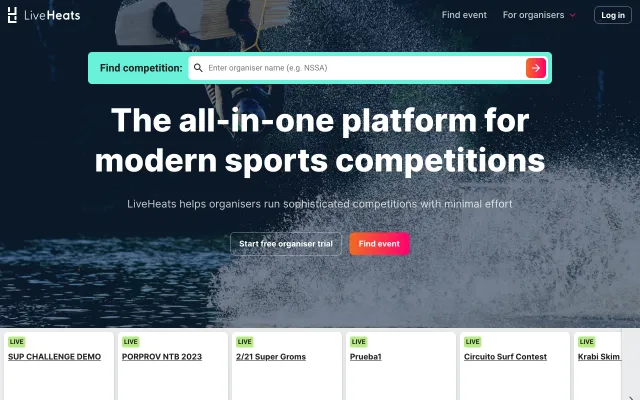 LiveHeats
Find event
For organisers
Log in
Find competition:
Enter organiser name (e.g. NSSA)
The all-in-one platform for
modern sports competitions
LiveHeats helps organisers run sophisticated competitions with minimal effort
Start free organiser trial
Find event
LIVE
SUP CHALLENGE DEMO
LIVE
PORPROV NTB 2023
LIVE
2/21 Super Groms
LIVE
Prueba1
LIVE
Circuito Surf Contest
LIVE
Krabi Skim